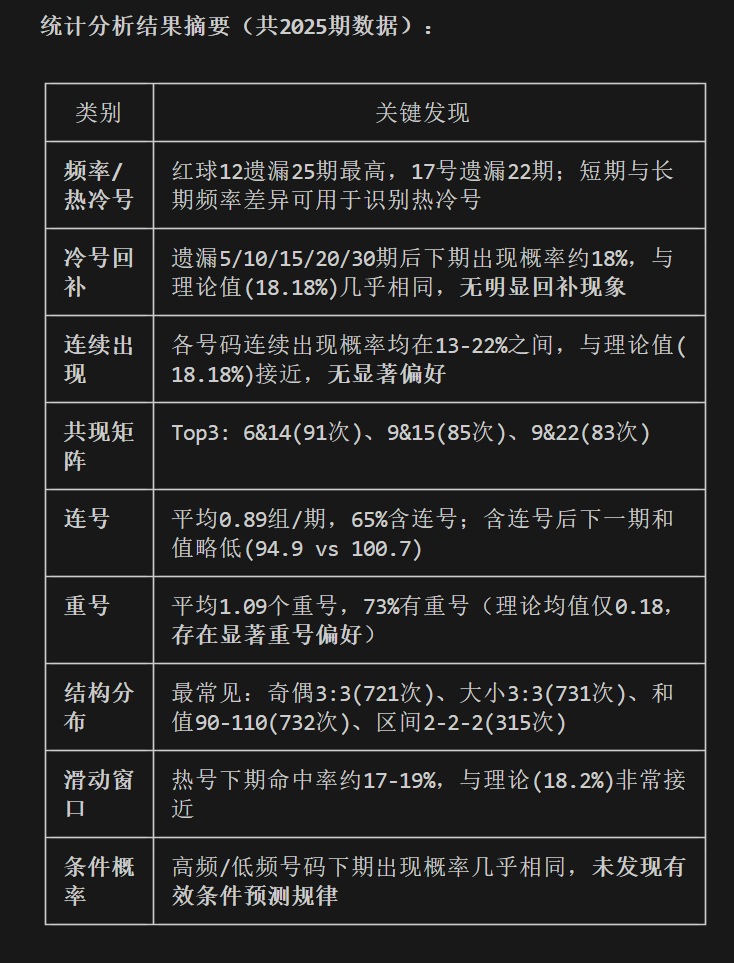 统计分析结果摘要（共2025期数据）：
类别
关键发现
频率/
热冷号
红球12遗漏25期最高，17号遗漏22期；短期与长
期频率差异可用于识别热冷号
冷号回
补
遗漏5/10/15/20/30期后下期出现概率约18%，与
理论值(18.18%)几乎相同，无明显回补现象
连续出
现
各号码连续出现概率均在13-22%之间，与理论值(
18.18%)接近，无显著偏好
共现矩
阵
Top3: 6&14(91次)、9&15(85次)、9&22(83次)
连号
平均0.89组/期，65%含连号；含连号后下一期和
值略低(94.9 vs 100.7)
重号
平均1.09个重号，73%有重号（理论均值仅0.18，
存在显著重号偏好）
结构分
布
最常见：奇偶3:3(721次)、大小3:3(731次)、和
值90-110(732次)、区间2-2-2(315次)
滑动窗
口
热号下期命中率约17-19%，与理论(18.2%)非常接
近
条件概
率
高频/低频号码下期出现概率几乎相同，未发现有
效条件预测规律